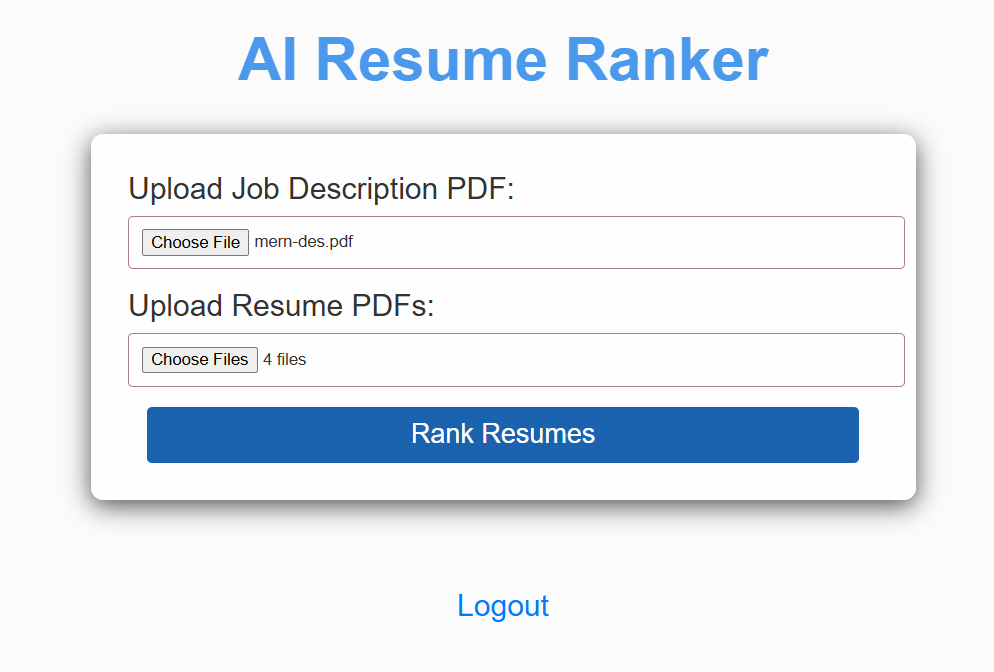 AI Resume Ranker
Upload Job Description PDF:
Choose File mern-des.pdf
Upload Resume PDFs:
Choose Files 4 files
Rank Resumes
Logout